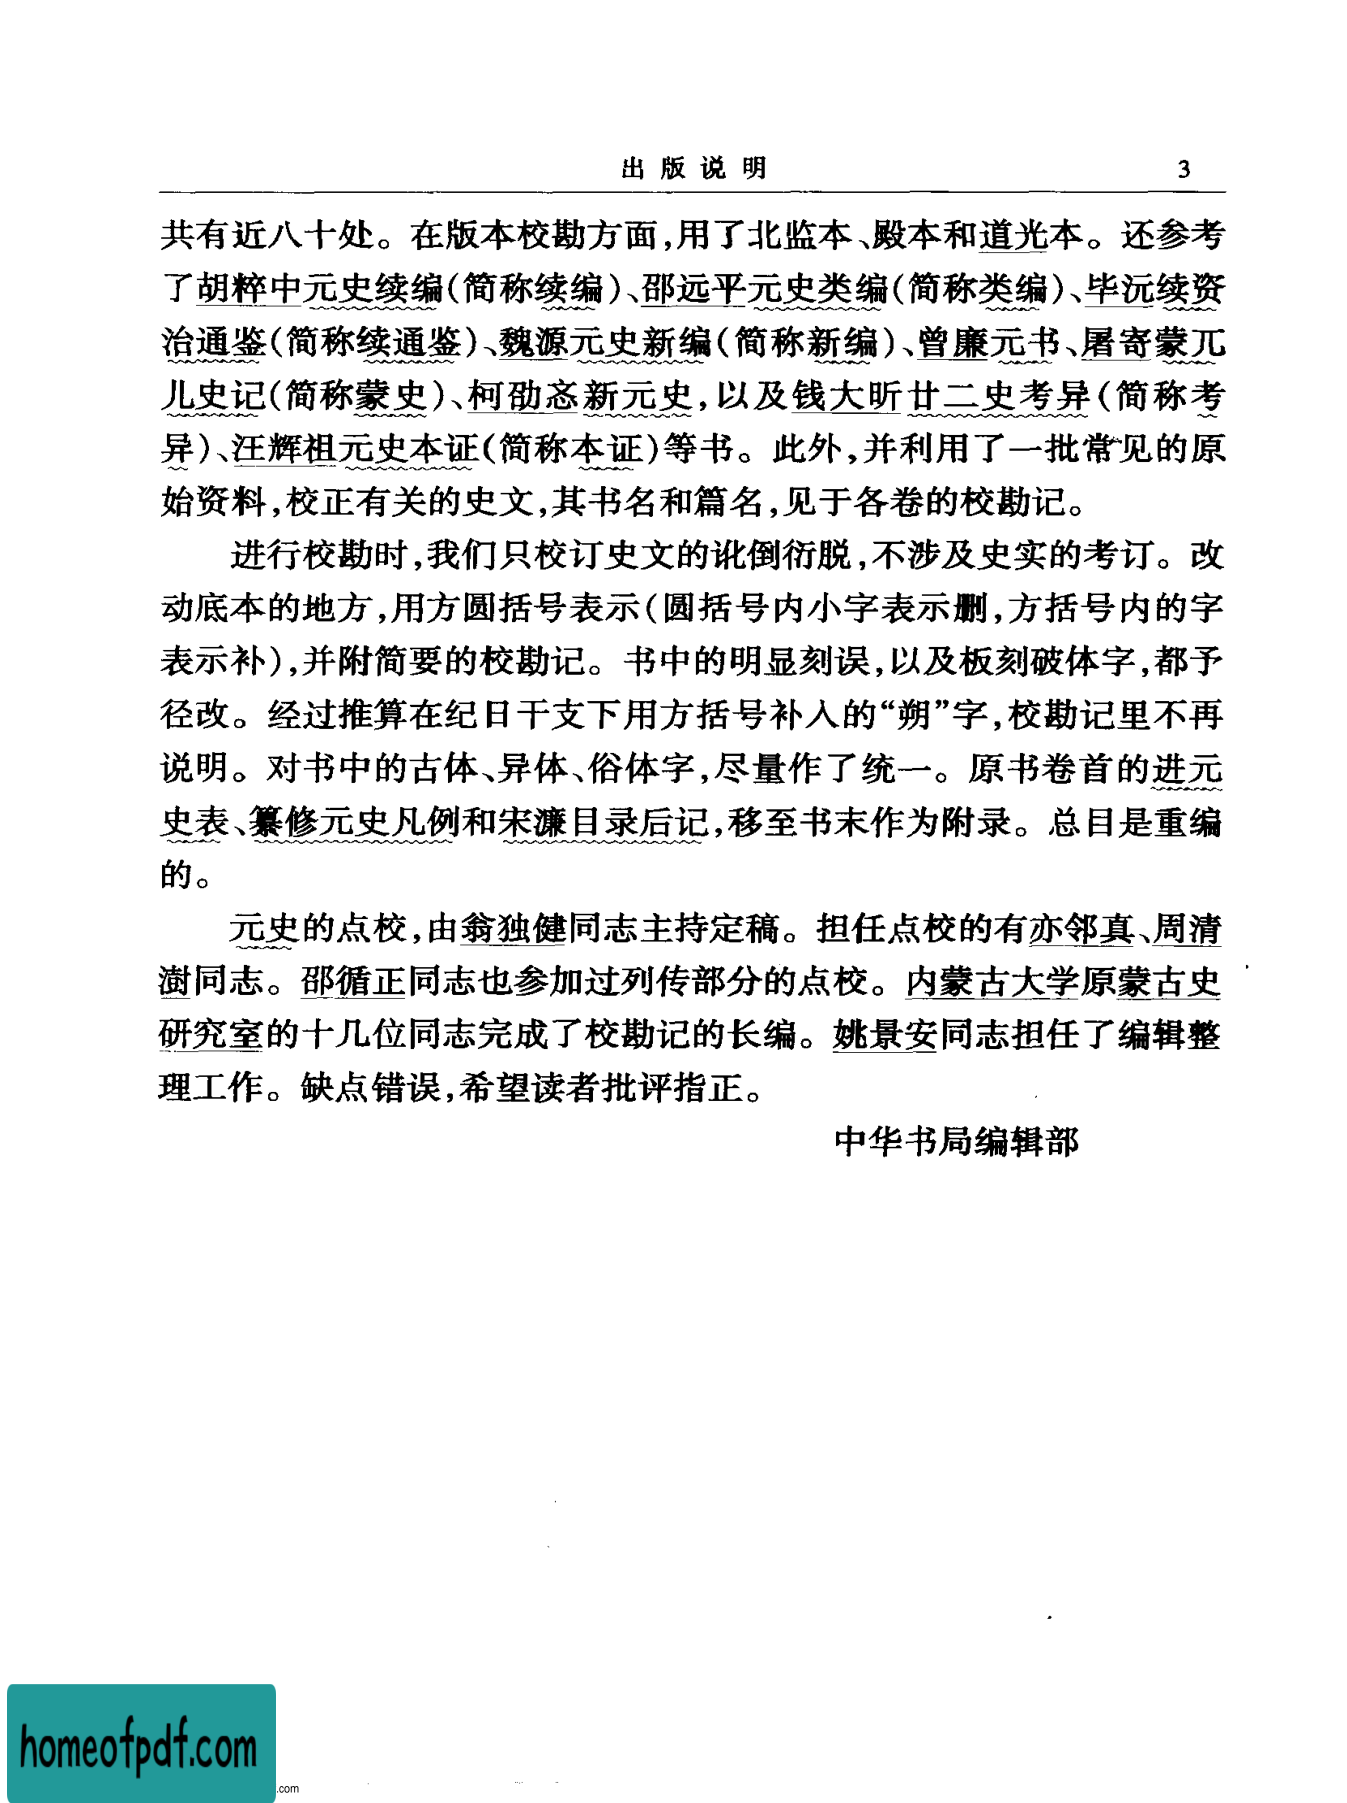 出版说明 3
共有近八十处。在版本校勘方面,用了北监本、殿本和道光本。还参考
了胡粹中元史续编(简称续编)、邵远平元史类编(简称类编)、毕沅续资
治通鉴(简称续通鉴)、魏源元史新编(简称新编)、曾廉元书、屠寄蒙兀
儿史记(简称蒙史)、柯劭忞新元史,以及钱大昕廿二史考异(简称考
异)、汪辉祖元史本证(简称本证)等书。此外,并利用了一批常见的原
始资料,校正有关的史文,其书名和篇名,见于各卷的校勘记。
进行校勘时,我们只校订史文的讹倒衍脱,不涉及史实的考订。改
动底本的地方,用方圆括号表示(圆括号内小字表示删,方括号内的字
表示补),并附简要的校勘记。书中的明显刻误,以及板刻破体字,都予
径改。经过推算在纪日干支下用方括号补入的“朔”字,校勘记里不再
说明。对书中的古体、异体、俗体字,尽量作了统一。原书卷首的进元
史表、纂修元史凡例和宋濂目录后记,移至书末作为附录。总目是重编
的。
元史的点校,由翁独健同志主持定稿。担任点校的有亦邻真、周清
澍同志。邵循正同志也参加过列传部分的点校。内蒙古大学原蒙古史
研究室的十几位同志完成了校勘记的长编。姚景安同志担任了编辑整
理工作。缺点错误,希望读者批评指正。
中华书局编辑部
homeofpdf.com
.com